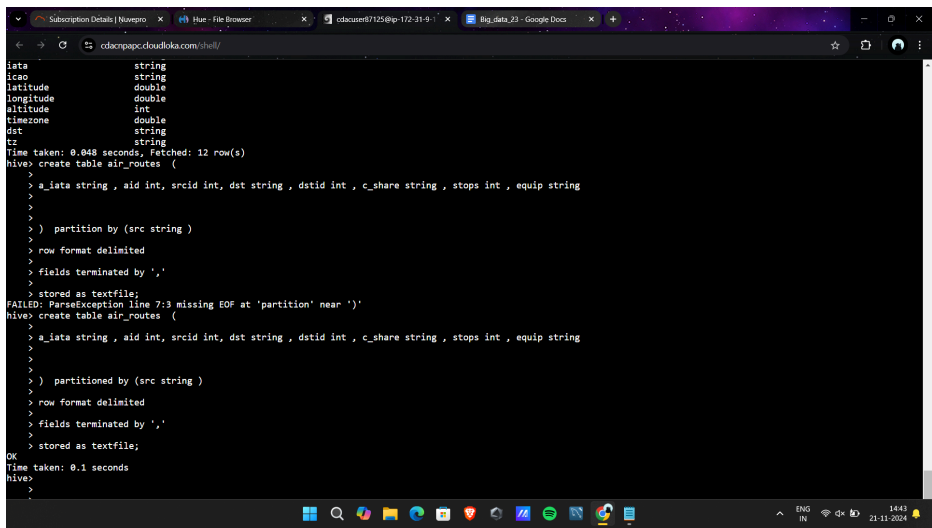 Subscription Details | Nuvepro
Hue - File Browser
cdacuser87125@ip-172-31-9-1
Big_data_23 - Google Docs
cdacnpapc.cloudloka.com/shell/
iata string
icao string
latitude double
longitude double
altitude int
timezone double
dst string
tz string
Time taken: 0.048 seconds, Fetched: 12 row(s)
hive> create table air_routes (
>
> a_iata string , aid int, srcid int, dst string , dstid int , c_share string , stops int , equip string
>
>
>
> ) partition by (src string )
>
> row format delimited
>
> fields terminated by ','
>
> stored as textfile;
FAILED: ParseException line 7:3 missing EOF at 'partition' near ')'
hive> create table air_routes (
>
> a_iata string , aid int, srcid int, dst string , dstid int , c_share string , stops int , equip string
>
>
>
> ) partitioned by (src string )
>
> row format delimited
>
> fields terminated by ','
>
> stored as textfile;
OK
Time taken: 0.1 seconds
hive>
>
ENG
IN
14:43
21-11-2024